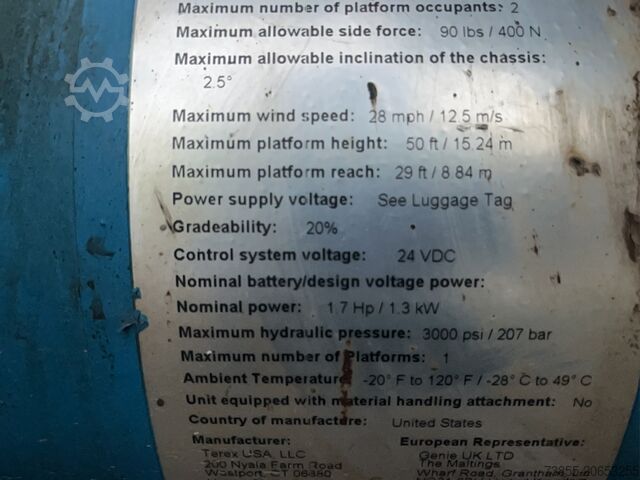 Maximum number of platform occupants: 2
Maximum allowable side force: 90 lbs / 400 N
Maximum allowable inclination of the chassis:
2.5°
Maximum wind speed: 28 mph / 12.5 m/s
Maximum platform height: 50 ft / 15.24 m
Maximum platform reach: 29 ft / 8.84 m
Power supply voltage: See Luggage Tag
Gradeability: 20%
Control system voltage: 24 VDC
Nominal battery/design voltage power:
Nominal power: 1.7 Hp / 1.3 kW
Maximum hydraulic pressure: 3000 psi / 207 bar
Maximum number of Platforms: 1
Ambient Temperature: -20° F to 120° F / -28° C to 49° C
Unit equipped with material handling attachment: No
Country of manufacture: United States
Manufacturer: European Representative:
Terex USA, LLC Genie UK LTD
200 Nyala Farm Road The Maltings
Westport, CT 06880 Wharf Road, Grantham